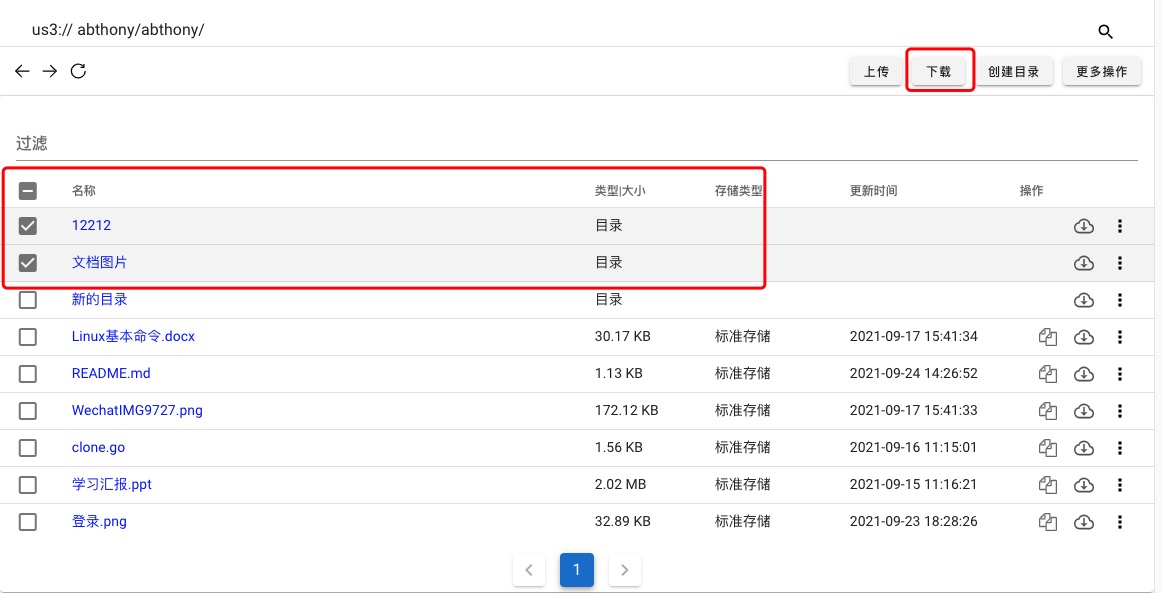 us3:// abthony/abthony/
上传 下载 创建目录 更多操作
过滤
名称 类型|大小 存储类型 更新时间 操作
12212 目录
文档图片 目录
新的目录 目录
Linux基本命令.docx 30.17 KB 标准存储 2021-09-17 15:41:34
README.md 1.13 KB 标准存储 2021-09-24 14:26:52
WechatIMG9727.png 172.12 KB 标准存储 2021-09-17 15:41:33
clone.go 1.56 KB 标准存储 2021-09-16 11:15:01
学习汇报.ppt 2.02 MB 标准存储 2021-09-15 11:16:21
登录.png 32.89 KB 标准存储 2021-09-23 18:28:26
1